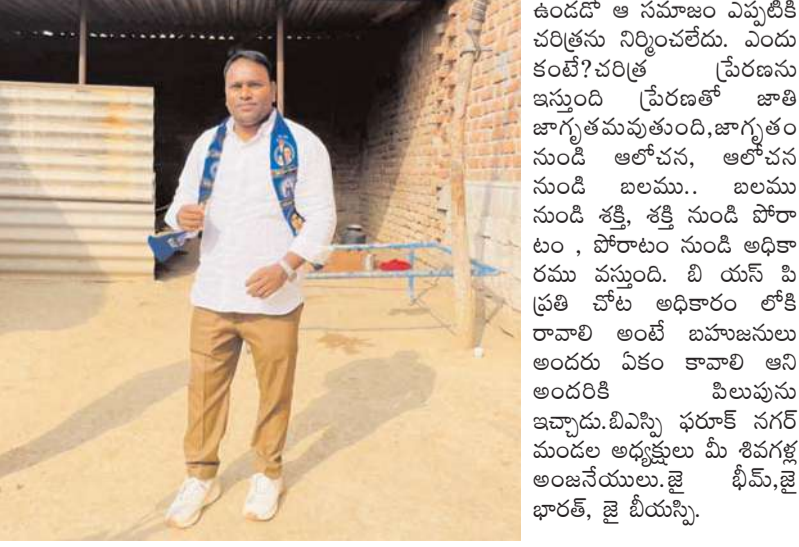 ఉండడో ఆ సమాజం ఎప్పటికి
చరిత్రను నిర్మించలేదు. ఎందు
కంటే?చరిత్ర ప్రేరణను
ఇస్తుంది ప్రేరణతో జాతి
జాగృతమవుతుంది,జాగృతం
నుండి ఆలోచన, ఆలోచన
నుండి బలము.. బలము
నుండి శక్తి, శక్తి నుండి పోరా
టం , పోరాటం నుండి అధికా
రము వస్తుంది. బి యస్ పి
ప్రతి చోట అధికారం లోకి
రావాలి అంటే బహుజనులు
అందరు ఏకం కావాలి ఆని
అందరికి పిలుపును
ఇచ్చాడు.బిఎస్పి ఫరూక్ నగర్
మండల అధ్యక్షులు మీ శివగళ్ల
అంజనేయులు.జై భీమ్,జై
భారత్, జై బీయస్పి.